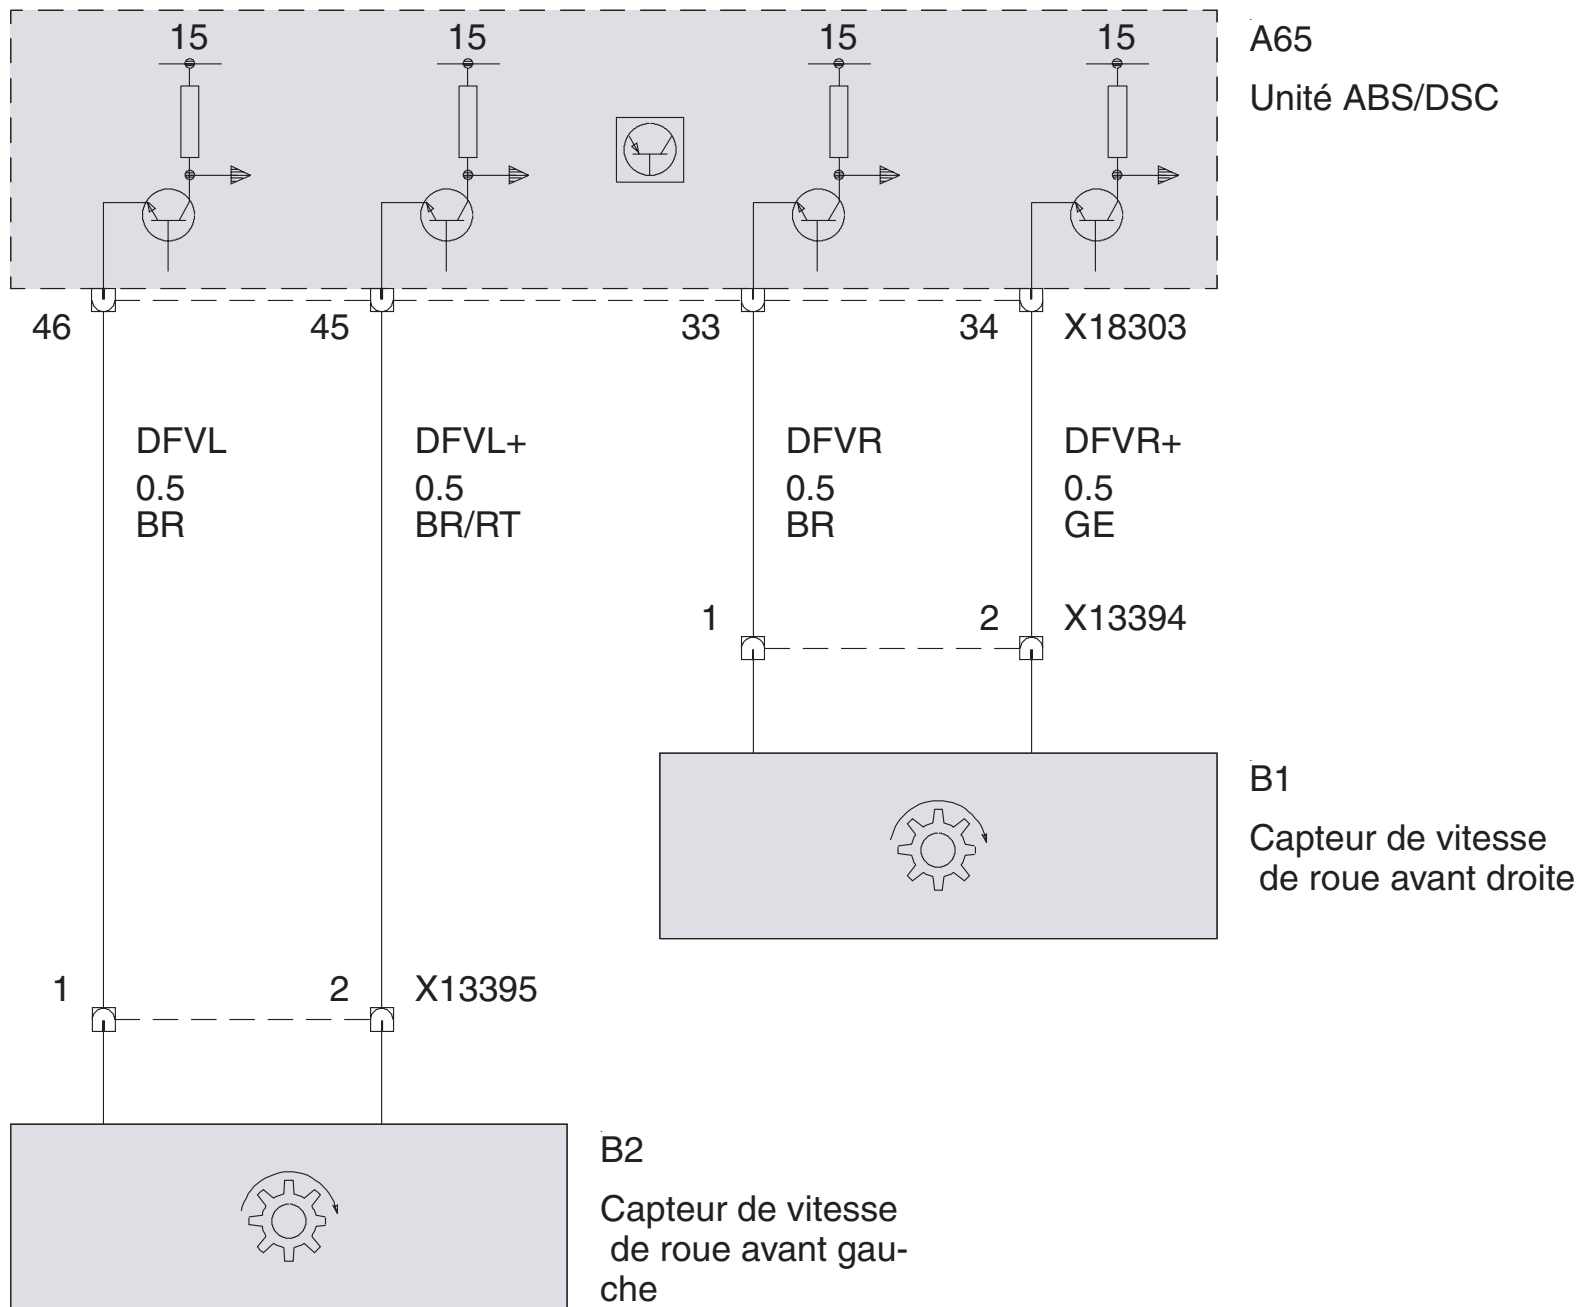 15 15 15 15
A65
Unité ABS/DSC
46 45 33 34 X18303
DFVL DFVL+ DFVR DFVR+
0.5 0.5 0.5 0.5
BR BR/RT BR GE
1 2 X13394
B1
Capteur de vitesse
de roue avant droite
1 2 X13395
B2
Capteur de vitesse
de roue avant gau-
che